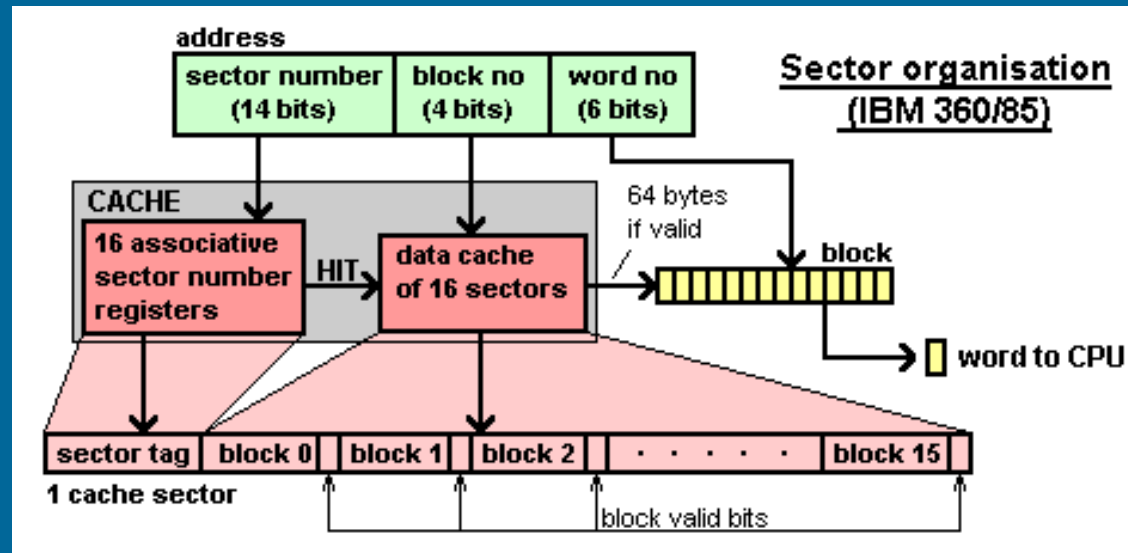 address
sector number
(14 bits)
block no
(4 bits)
word no
(6 bits)
Sector organisation
(IBM 360/85)
CACHE
16 associative
sector number
registers
HIT
data cache
of 16 sectors
64 bytes
if valid
block
word to CPU
sector tag
block 0
block 1
block 2
. . . . .
block 15
1 cache sector
block valid bits